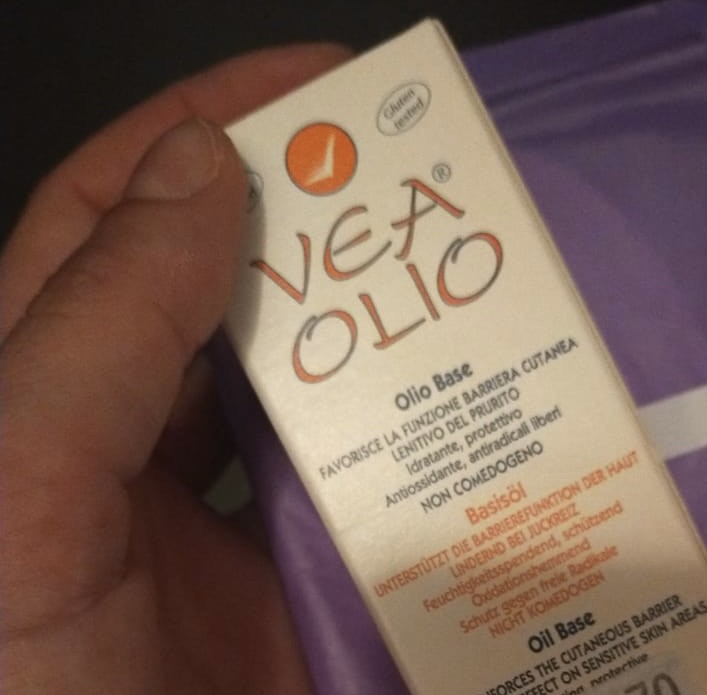 Gluten
tested
VEA®
OLIO
Olio Base
FAVORISCE LA FUNZIONE BARRIERA CUTANEA
LENITIVO DEL PRURITO
Idratante, protettivo
Antiossidante, antiradicali liberi
NON COMEDOGENO
Basisöl
UNTERSTÜTZT DIE BARRIEREFUNKTION DER HAUT
LINDERND BEI JUCKREIZ
Feuchtigkeitsspendend, schützend
Oxidationshemmend
Schutz gegen freie Radikale
NICHT KOMEDOGEN
Oil Base
THE CUTANEOUS BARRIER
ON SENSITIVE SKIN AREAS
protective